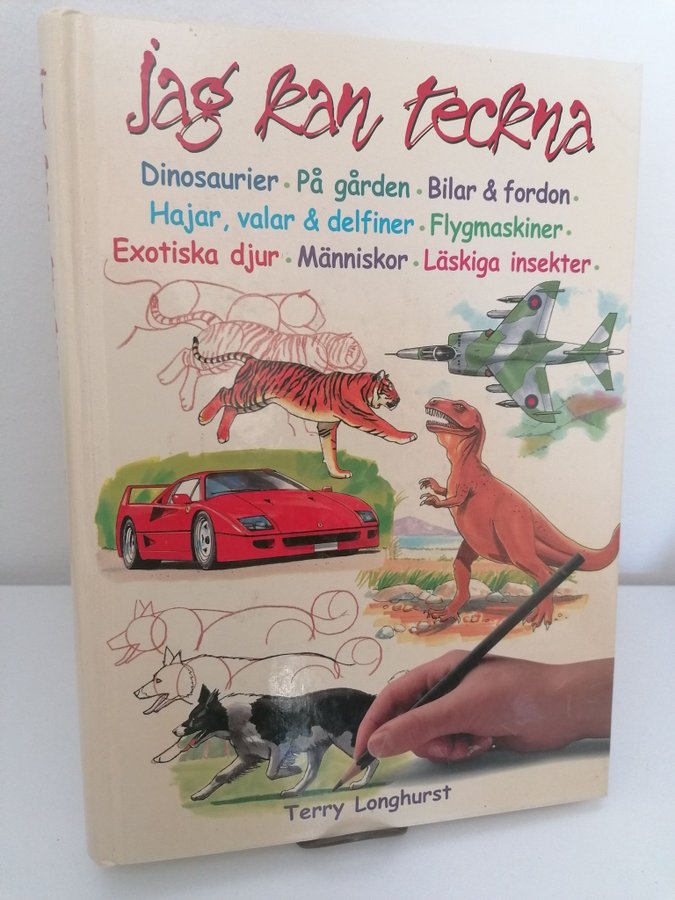 jag kan teckna
Dinosaurier • På gården • Bilar & fordon •
Hajar, valar & delfiner • Flygmaskiner •
Exotiska djur • Människor • Läskiga insekter •
Terry Longhurst